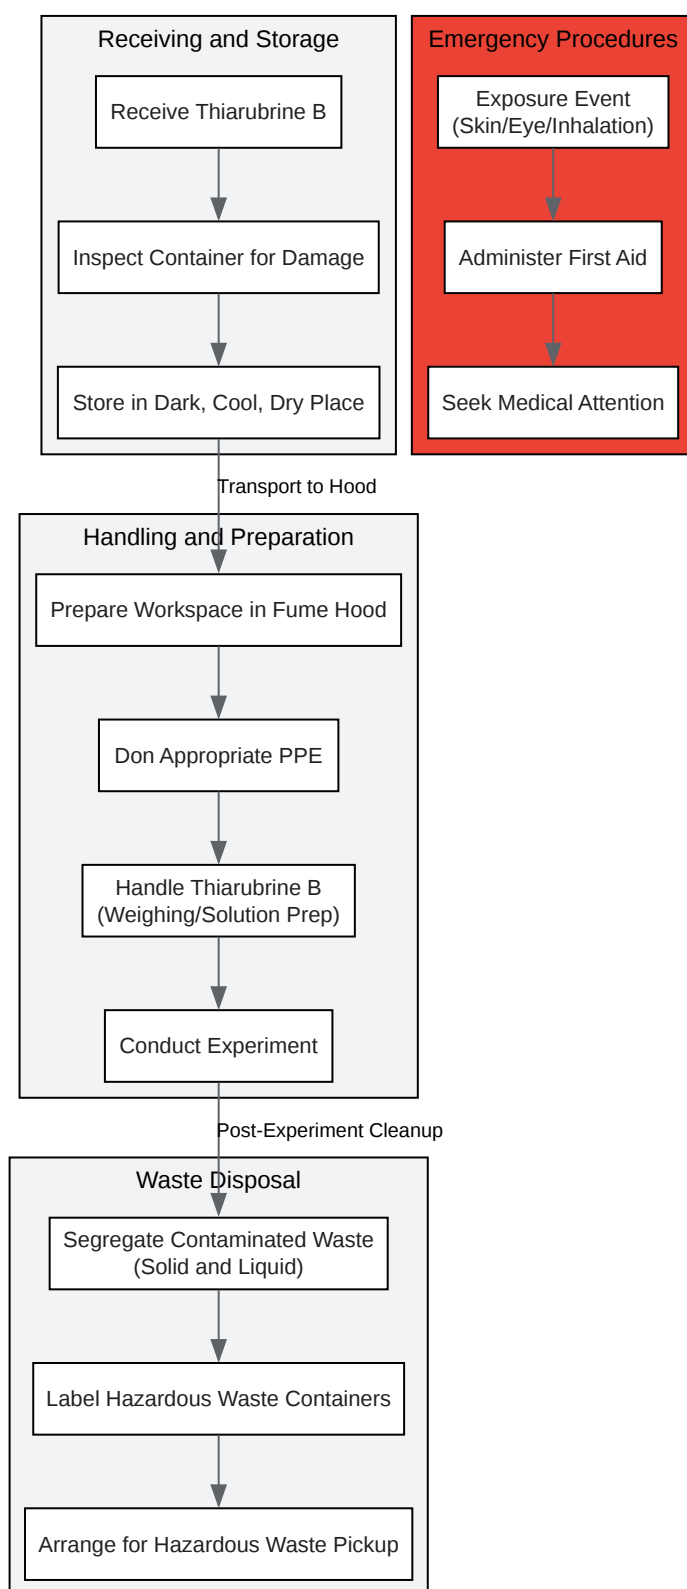 Receiving and Storage
Receive Thiarubrine B
Inspect Container for Damage
Store in Dark, Cool, Dry Place
Emergency Procedures
Exposure Event
(Skin/Eye/Inhalation)
Administer First Aid
Seek Medical Attention
Transport to Hood
Handling and Preparation
Prepare Workspace in Fume Hood
Don Appropriate PPE
Handle Thiarubrine B
(Weighing/Solution Prep)
Conduct Experiment
Post-Experiment Cleanup
Waste Disposal
Segregate Contaminated Waste
(Solid and Liquid)
Label Hazardous Waste Containers
Arrange for Hazardous Waste Pickup